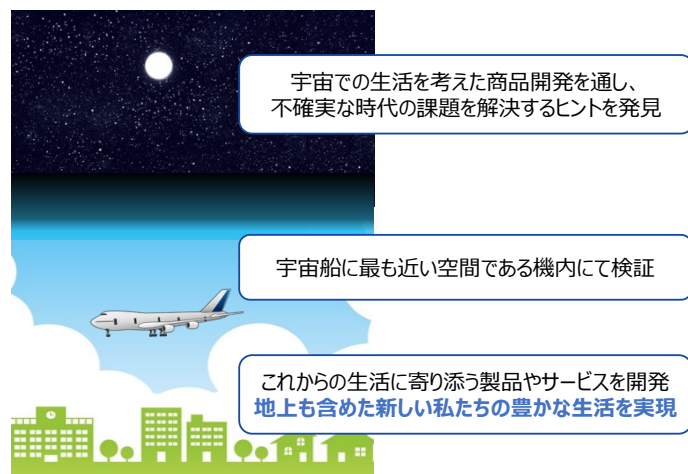 宇宙での生活を考えた商品開発を通し、
不確実な時代の課題を解決するヒントを発見
宇宙船に最も近い空間である機内にて検証
これからの生活に寄り添う製品やサービスを開発
地上も含めた新しい私たちの豊かな生活を実現